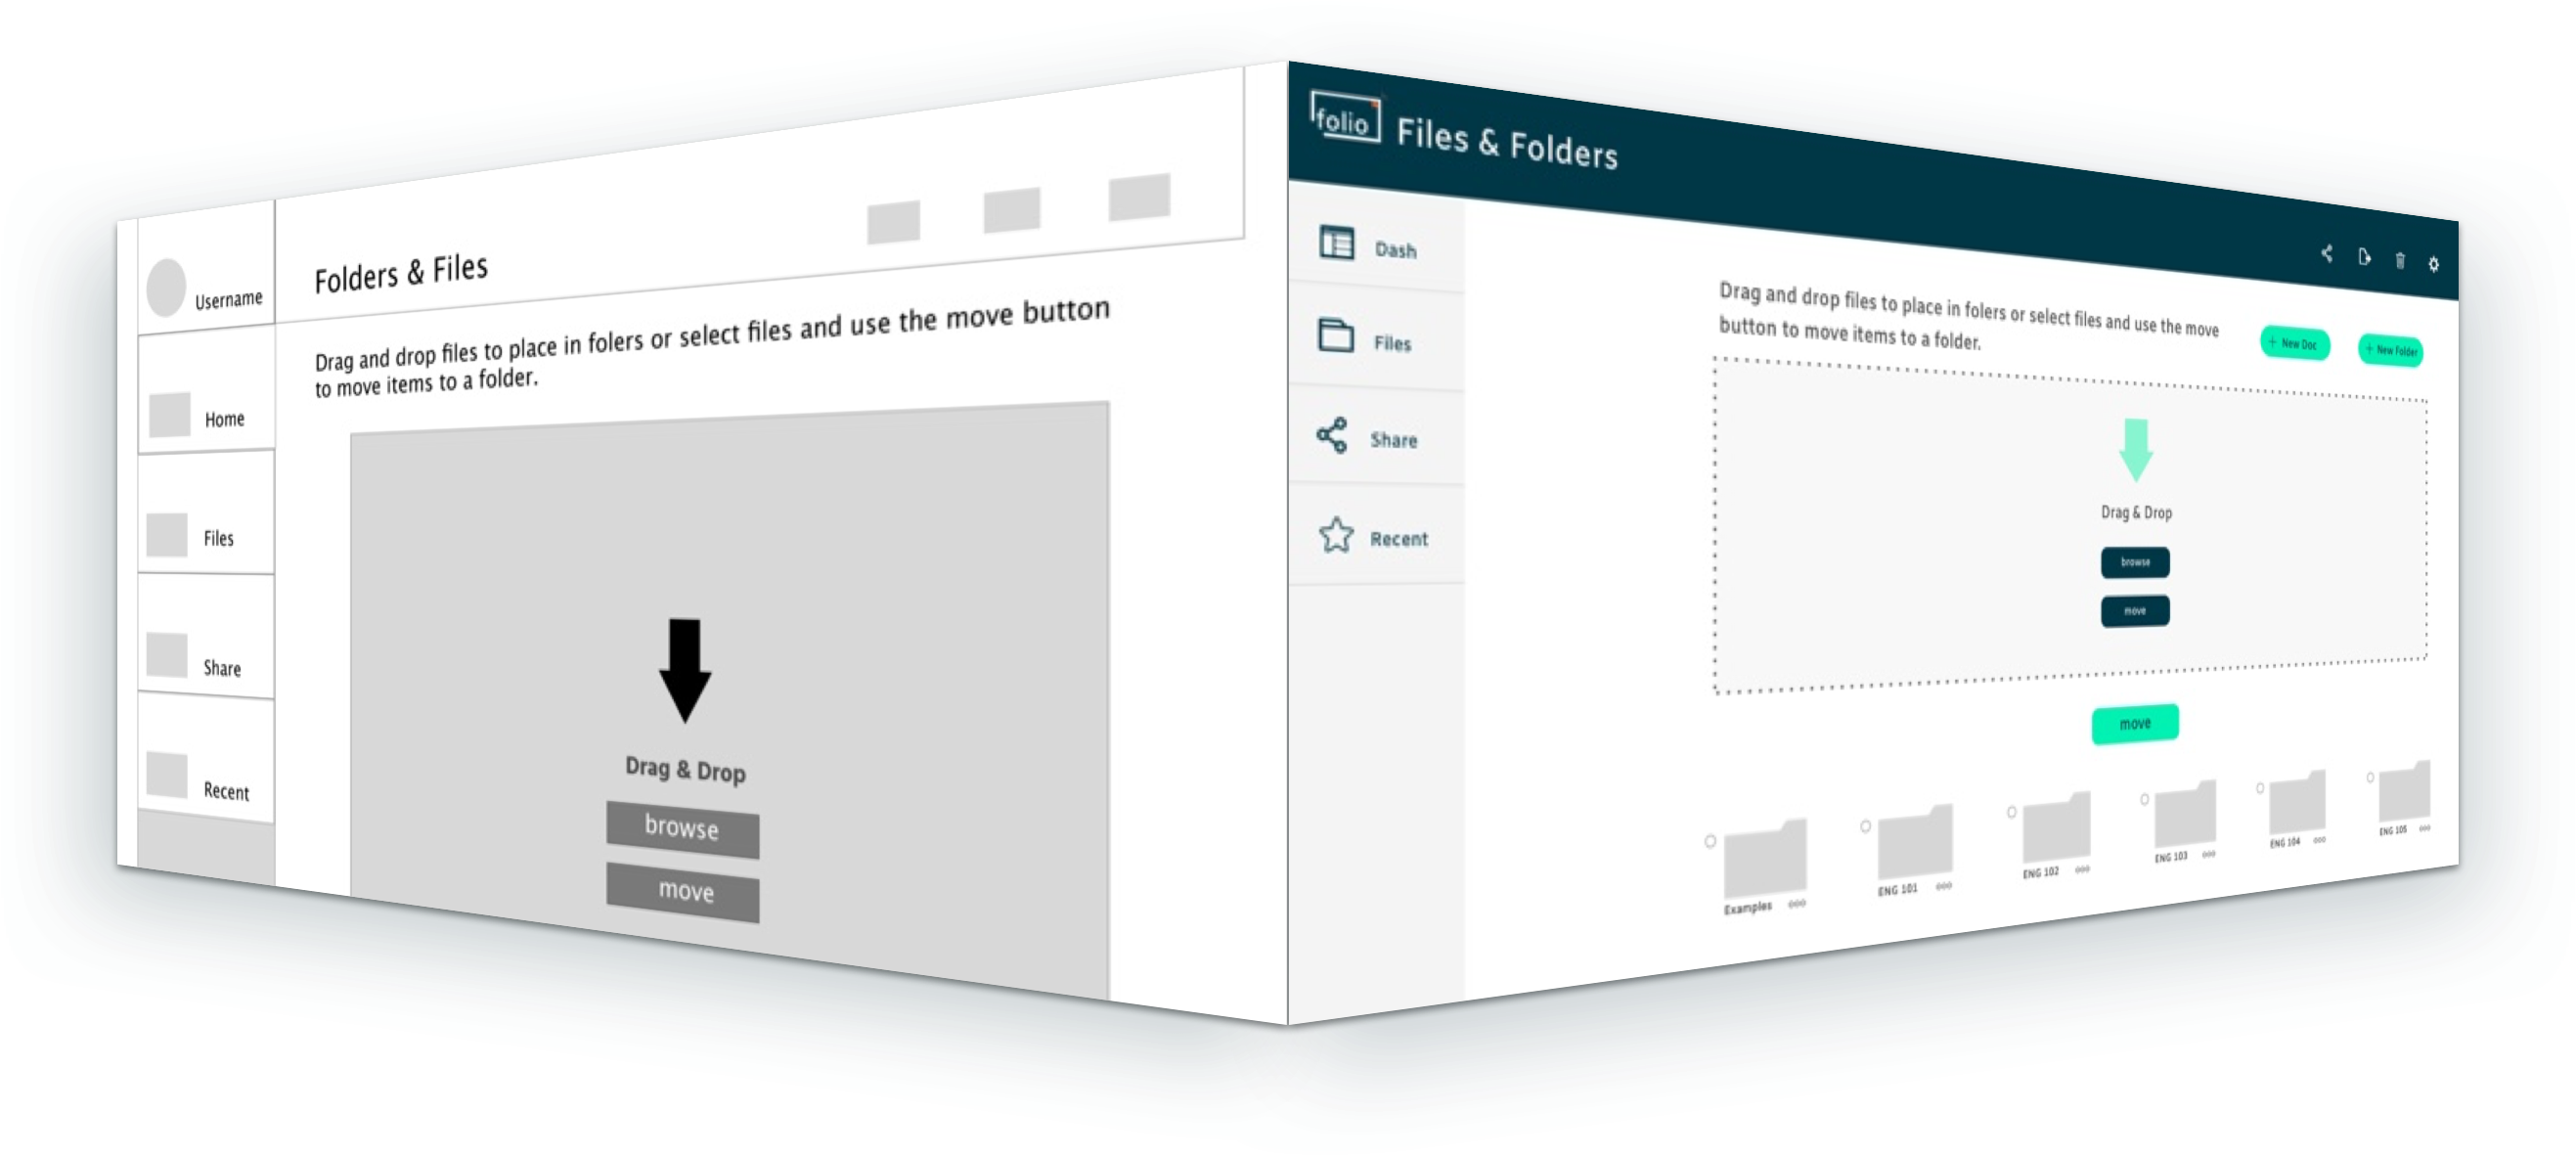 Username
Folders & Files
Drag and drop files to place in folers or select files and use the move button
to move items to a folder.
Home
Files
Share
Recent
Drag & Drop
browse
move
folio
Files & Folders
Dash
Files
Share
Recent
Drag and drop files to place in folers or select files and use the move
button to move items to a folder.
+ New Doc
+ New Folder
Drag & Drop
browse
move
move
Examples
ENG 101
ENG 102
ENG 103
ENG 104
ENG 105